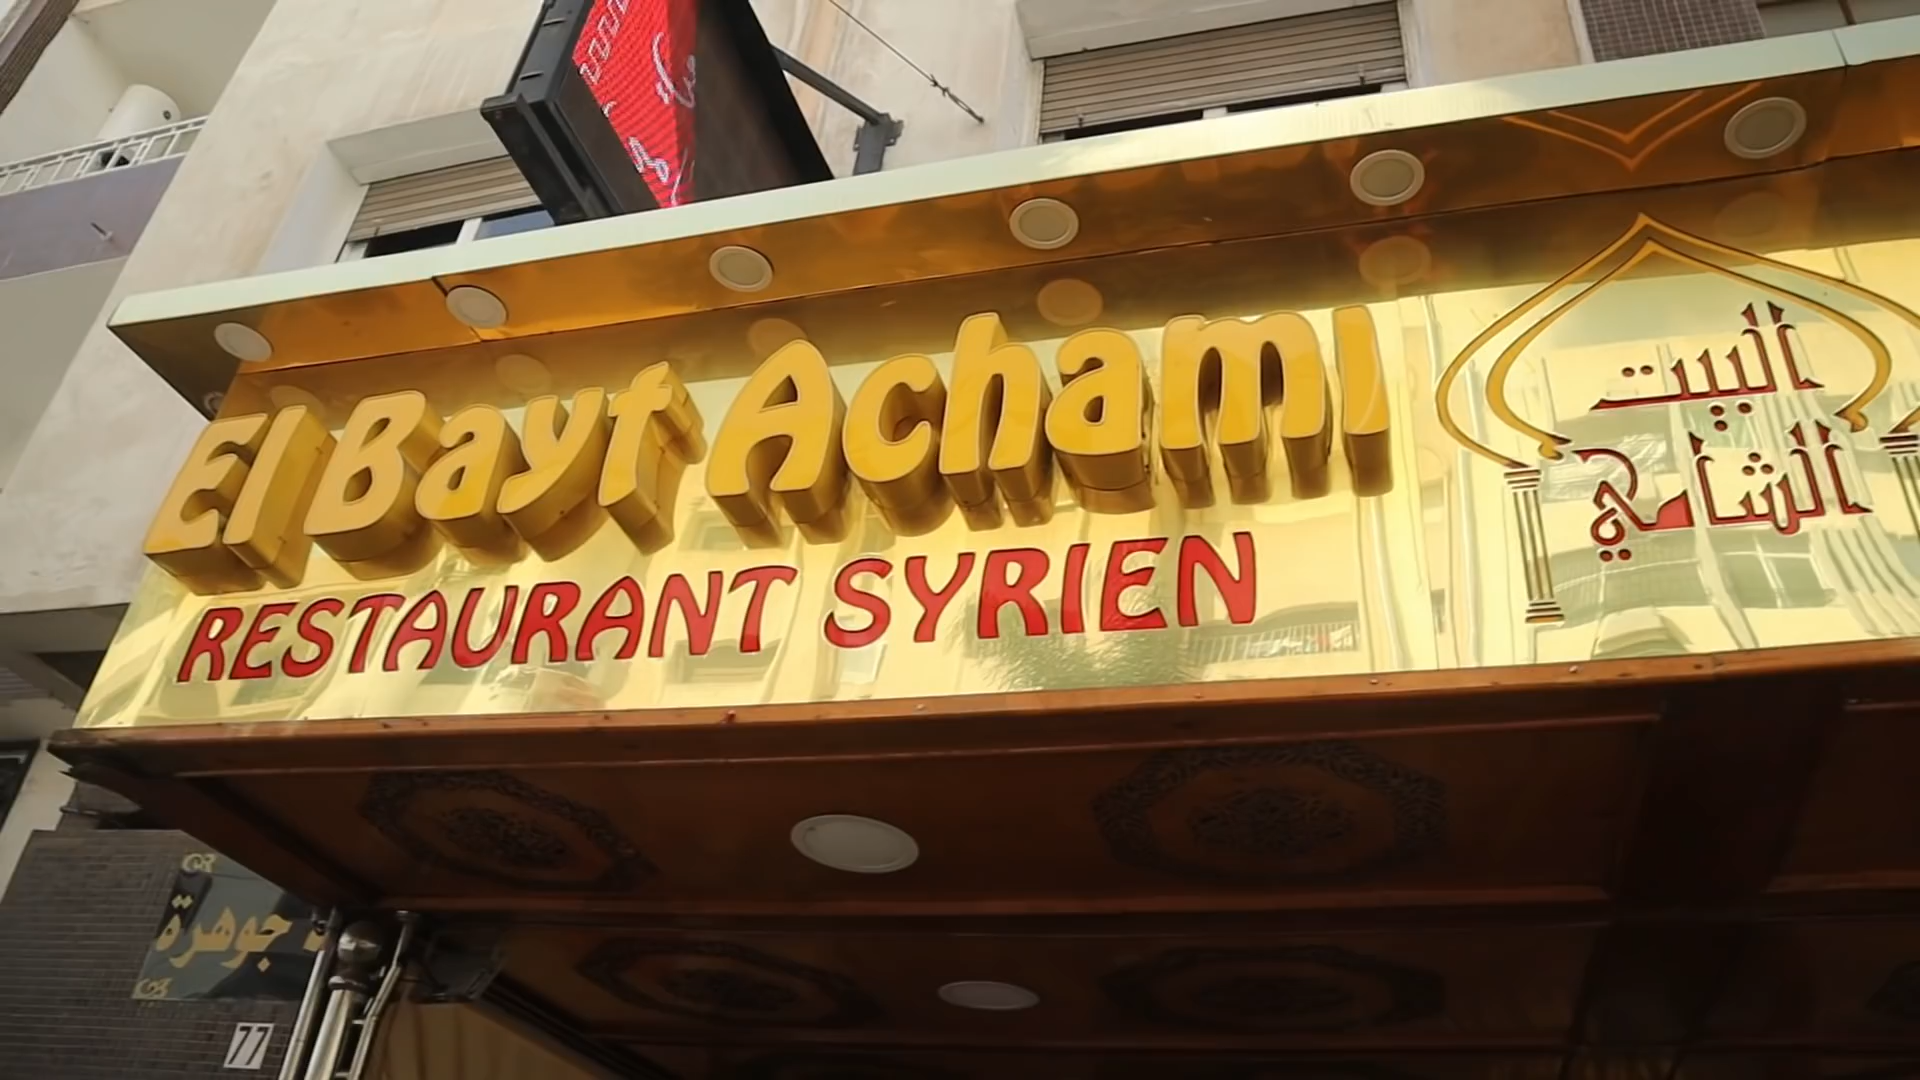 El Bayt Achami
RESTAURANT SYRIEN
البيت
الشامي
جوهرة
77